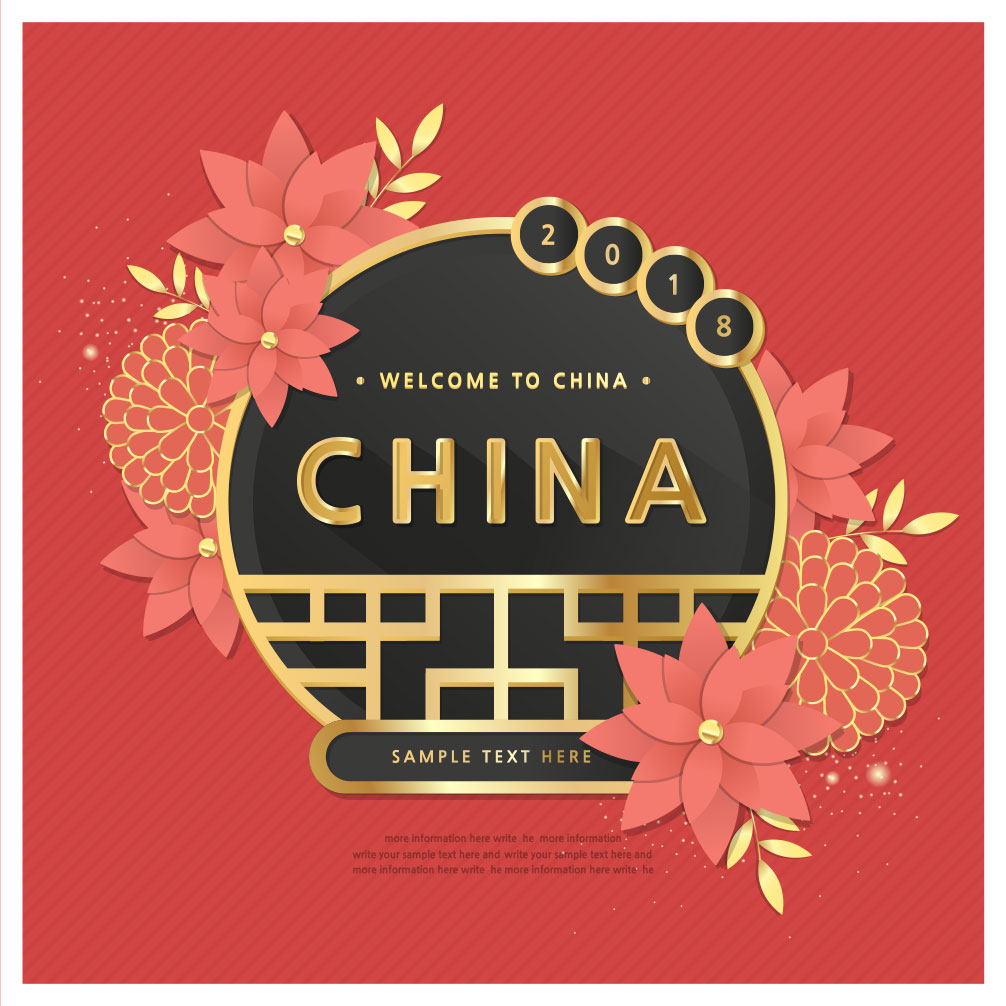 2018
• WELCOME TO CHINA •
CHINA
SAMPLE TEXT HERE
more information here write he more information
write your sample text here and write your sample text here and
more information here write he more information here write he